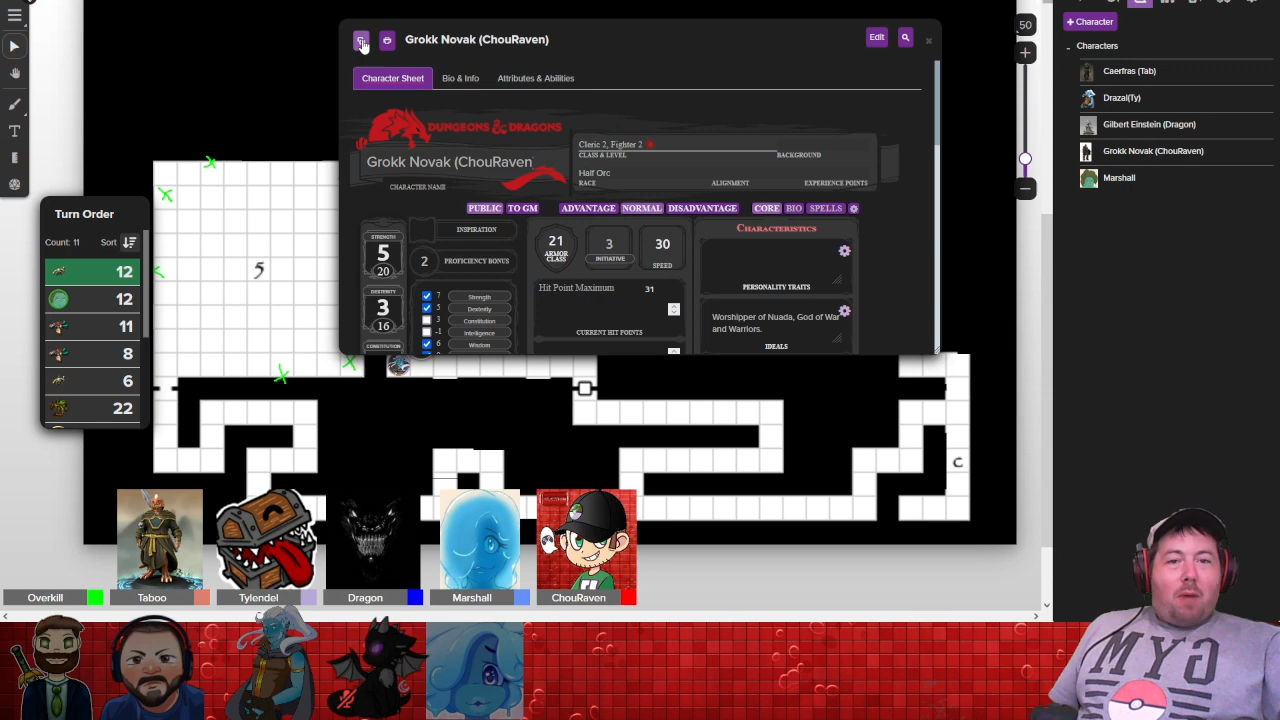 Grokk Novak (ChouRaven)
Edit
Character Sheet
Bio & Info
Attributes & Abilities
DUNGEONS & DRAGONS
Grokk Novak (ChouRaven
CHARACTER NAME
Cleric 2, Fighter 2
CLASS & LEVEL
BACKGROUND
Half Orc
RACE
ALIGNMENT
EXPERIENCE POINTS
PUBLIC
TO GM
ADVANTAGE
NORMAL
DISADVANTAGE
CORE
BIO
SPELLS
STRENGTH
5
20
DEXTERITY
3
16
CONSTITUTION
INSPIRATION
2
PROFICIENCY BONUS
7 Strength
5 Dexterity
3 Constitution
-1 Intelligence
6 Wisdom
21
ARMOR CLASS
3
INITIATIVE
30
SPEED
Hit Point Maximum 31
CURRENT HIT POINTS
CHARACTERISTICS
PERSONALITY TRAITS
Worshipper of Nuada, God of War
and Warriors.
IDEALS
50
+ Character
Characters
Caerfras (Tab)
Drazal(Ty)
Gilbert Einstein (Dragon)
Grokk Novak (ChouRaven)
Marshall
Turn Order
Count: 11 Sort
12
12
11
8
6
22
5
C
Overkill
Taboo
Tylendel
Dragon
Marshall
ChouRaven